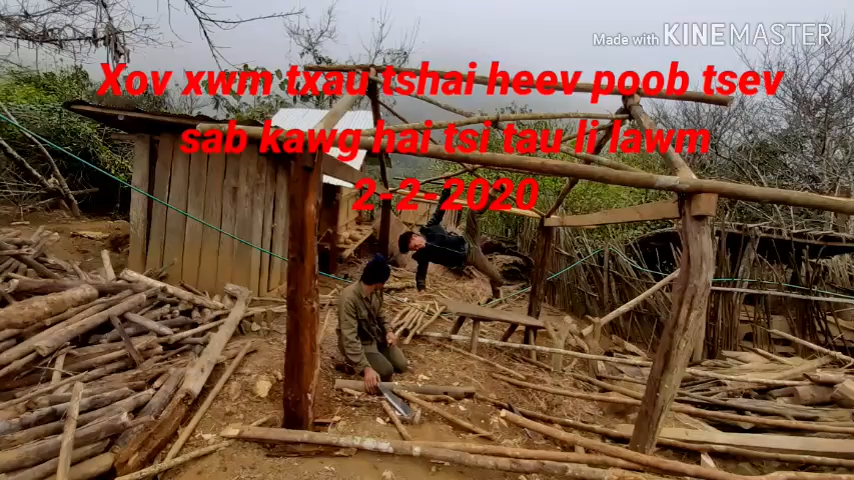 Made with KINEMASTER
Xov xwm txau tshai heev poob tsev
sab kawg hai tsi tau li lawm
2-2-2020